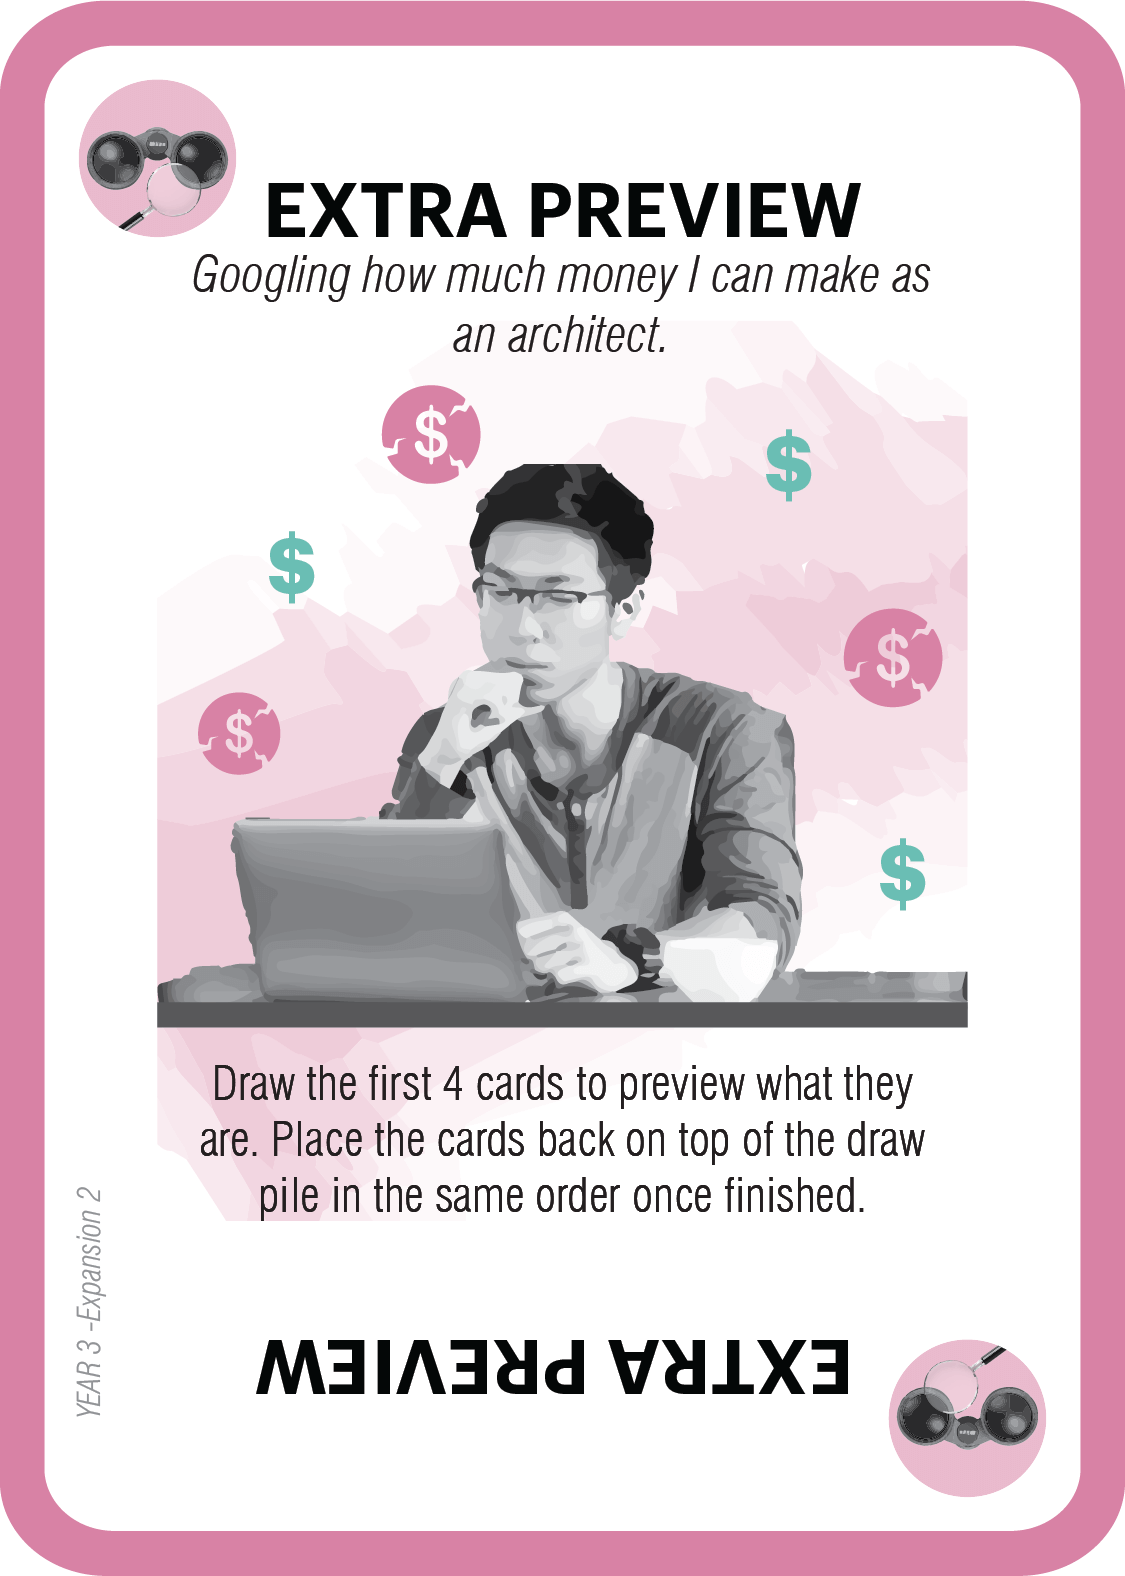 EXTRA PREVIEW
Googling how much money I can make as
an architect.
$
$
$
$
$
$
Draw the first 4 cards to preview what they
are. Place the cards back on top of the draw
pile in the same order once finished.
YEAR 3 -Expansion 2
EXTRA PREVIEW